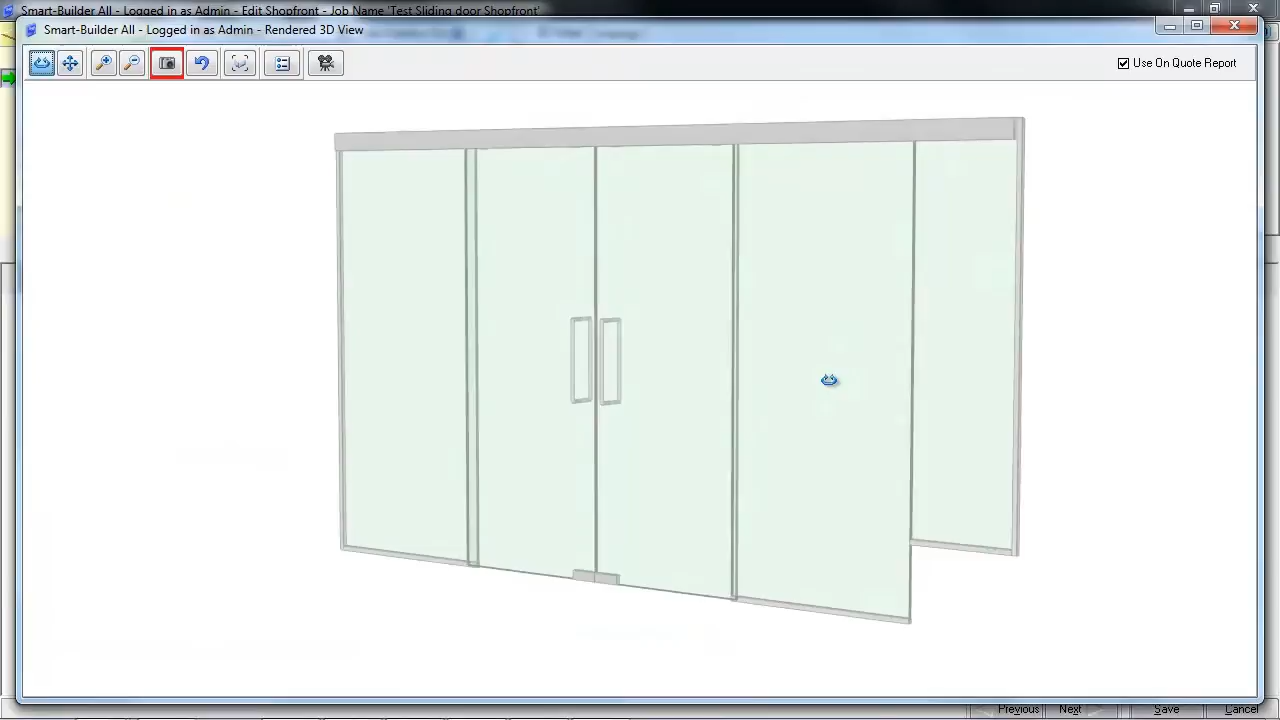 Smart-Builder All - Logged in as Admin - Edit Shopfront - Job Name 'Test Sliding door Shopfront'
Smart-Builder All - Logged in as Admin - Rendered 3D View
Use On Quote Report
Previous Next Save Cancel